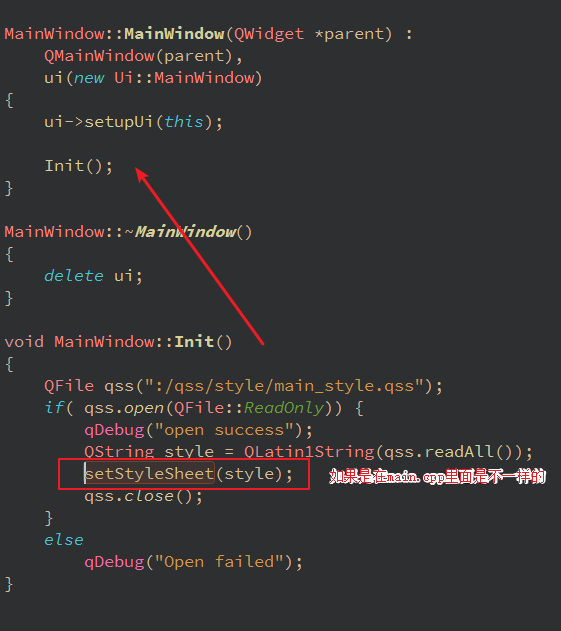 MainWindow::MainWindow(QWidget *parent) :
    QMainWindow(parent),
    ui(new Ui::MainWindow)
{
    ui->setupUi(this);
    Init();
}
MainWindow::~MainWindow()
{
    delete ui;
}
void MainWindow::Init()
{
    QFile qss(":/qss/style/main_style.qss");
    if( qss.open(QFile::ReadOnly)) {
        qDebug("open success");
        QString style = QLatin1String(qss.readAll());
        setStyleSheet(style); 如果是在main.cpp里面是不一样的
        qss.close();
    }
    else
        qDebug("Open failed");
}